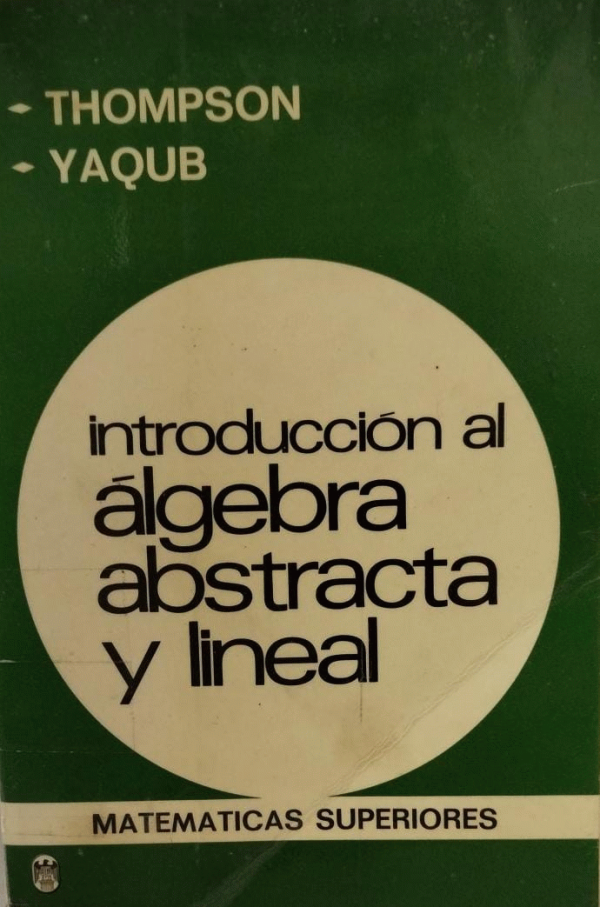 THOMPSON
YAQUB
introducción al
álgebra
abstracta
y lineal
MATEMATICAS SUPERIORES